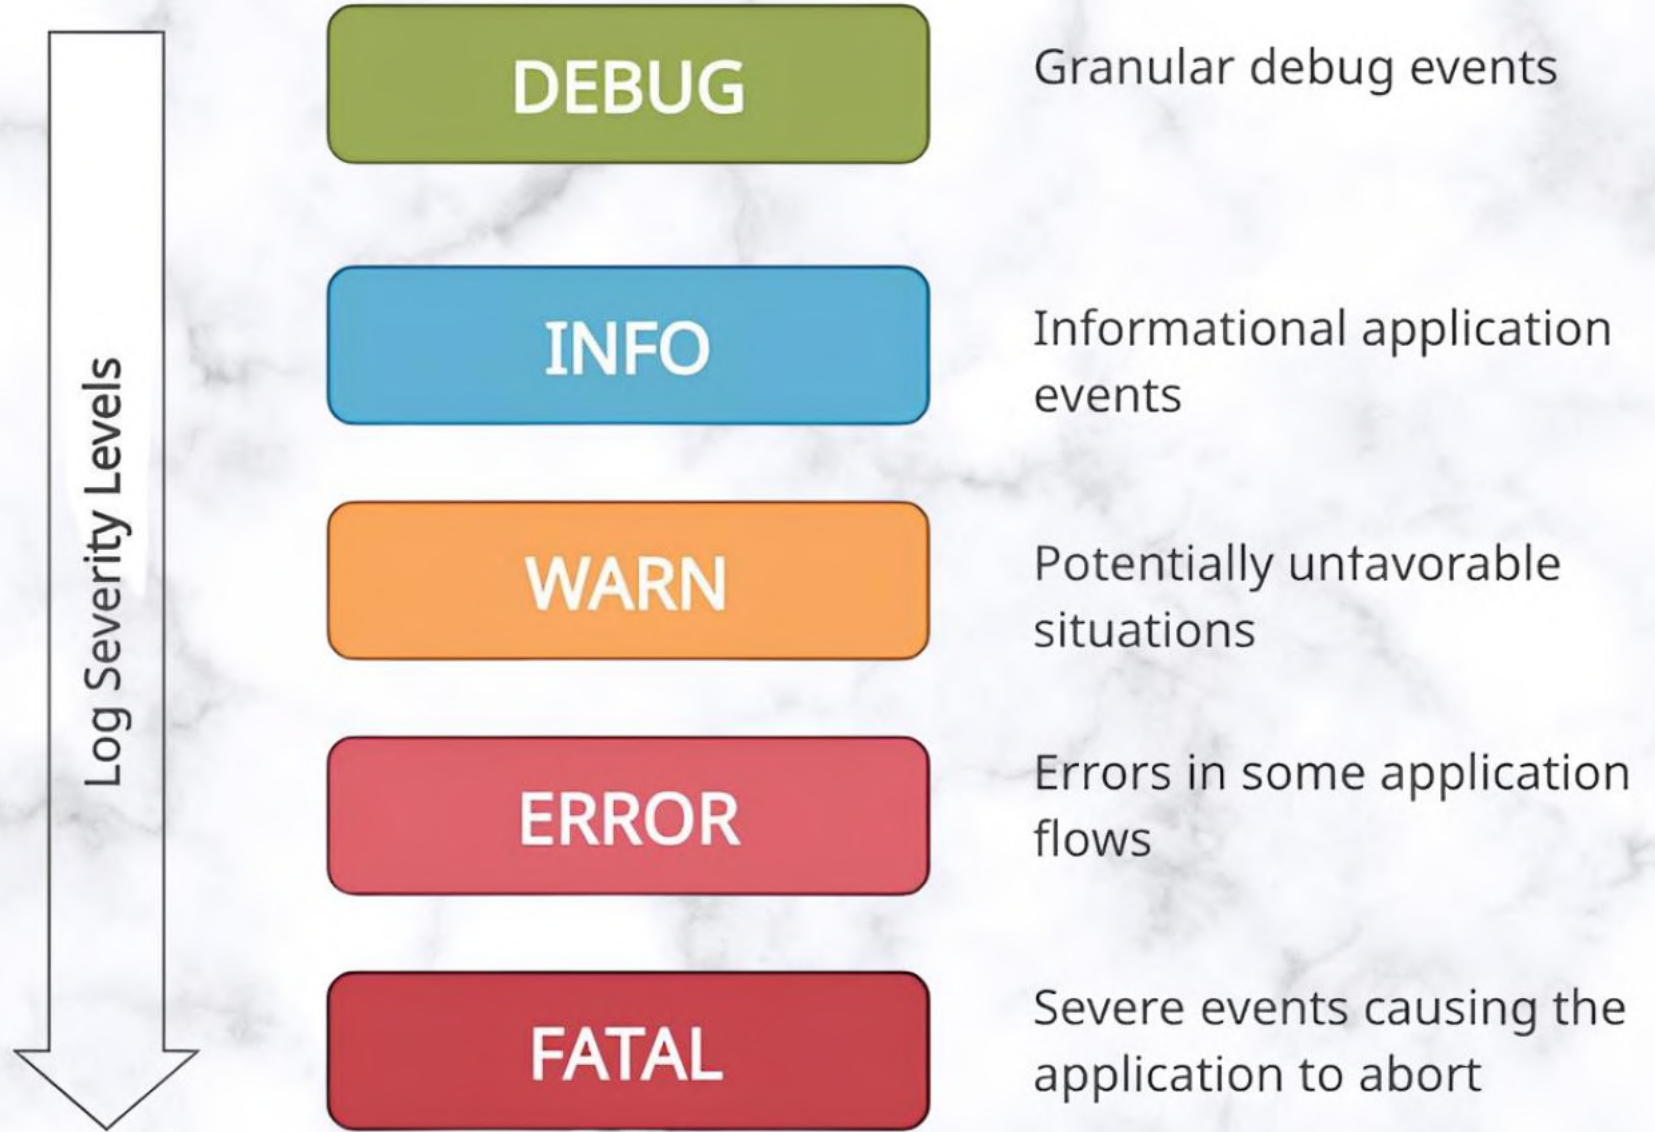 Log Severity Levels
DEBUG
Granular debug events
INFO
Informational application
events
WARN
Potentially unfavorable
situations
ERROR
Errors in some application
flows
FATAL
Severe events causing the
application to abort